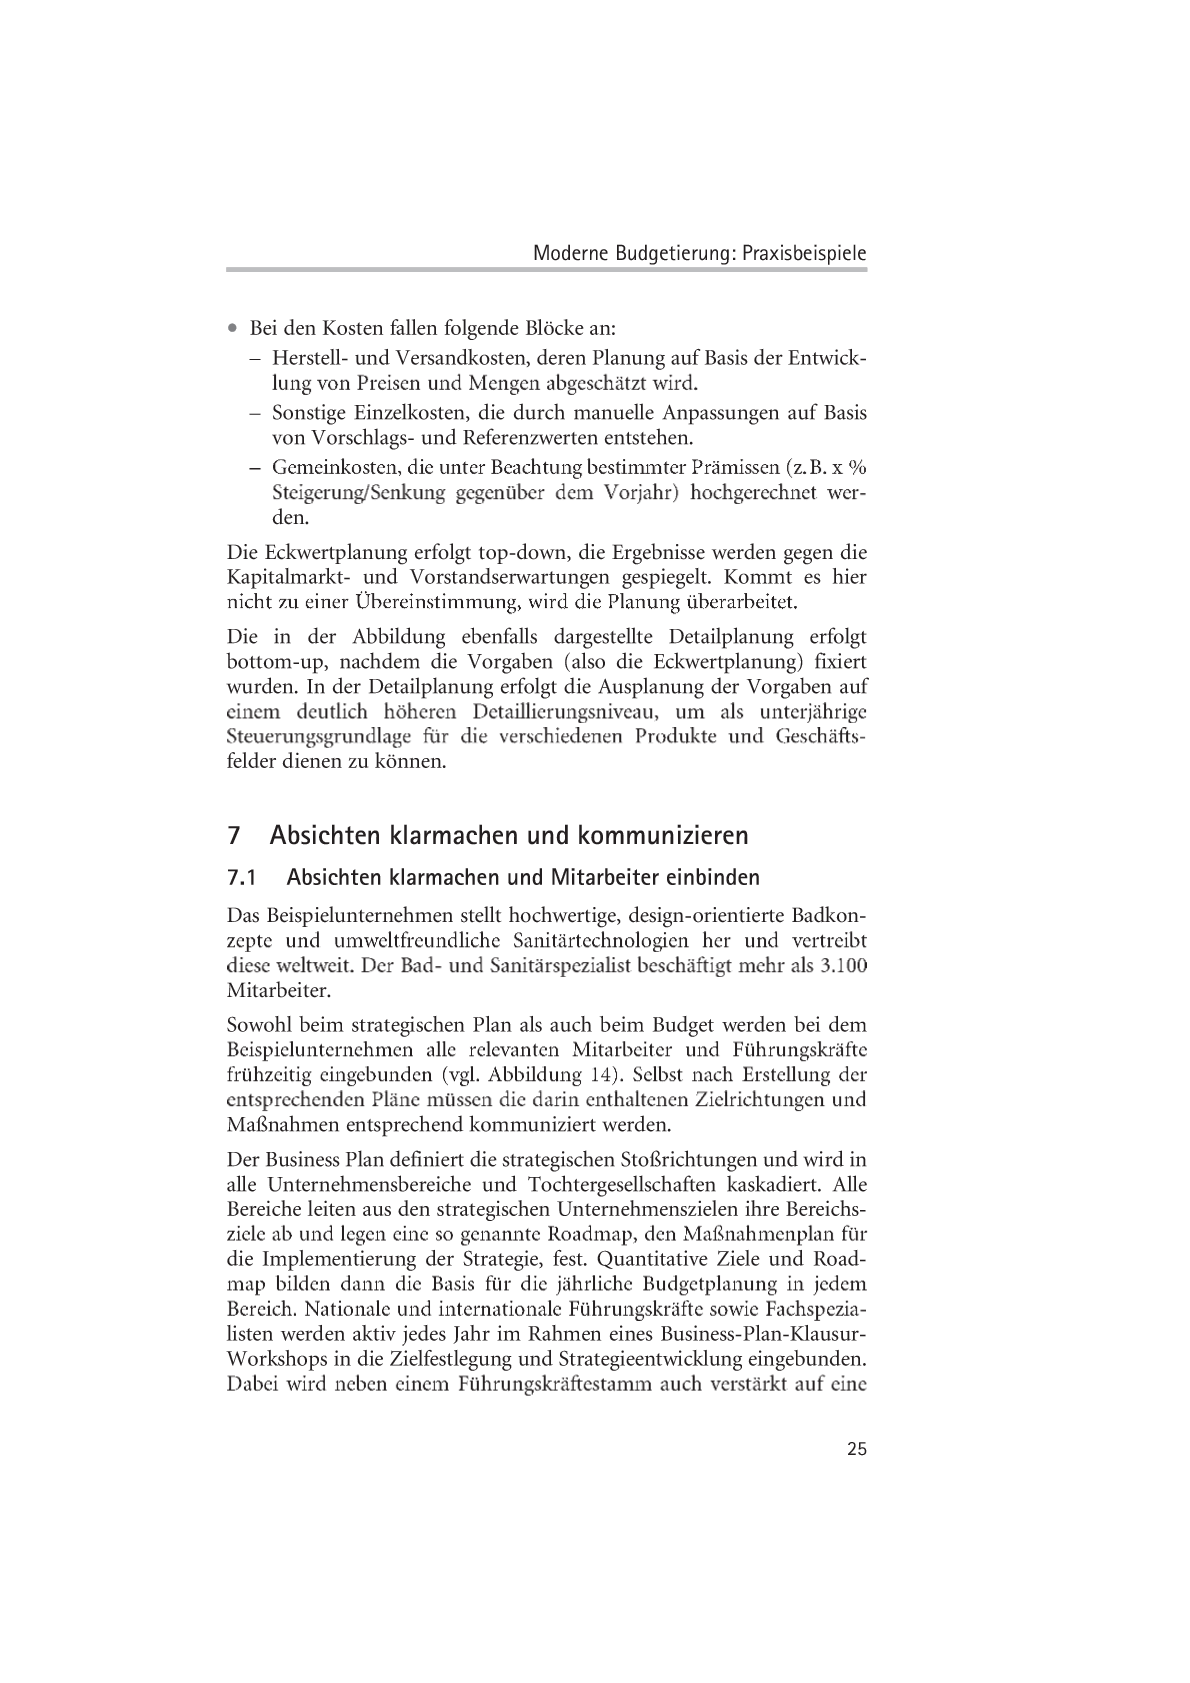 Moderne Budgetierung: Praxisbeispiele
• Bei den Kosten fallen folgende Blöcke an:
– Herstell- und Versandkosten, deren Planung auf Basis der Entwick-
lung von Preisen und Mengen abgeschätzt wird.
– Sonstige Einzelkosten, die durch manuelle Anpassungen auf Basis
von Vorschlags- und Referenzwerten entstehen.
– Gemeinkosten, die unter Beachtung bestimmter Prämissen (z. B. x %
Steigerung/Senkung gegenüber dem Vorjahr) hochgerechnet wer-
den.
Die Eckwertplanung erfolgt top-down, die Ergebnisse werden gegen die
Kapitalmarkt- und Vorstandserwartungen gespiegelt. Kommt es hier
nicht zu einer Übereinstimmung, wird die Planung überarbeitet.
Die in der Abbildung ebenfalls dargestellte Detailplanung erfolgt
bottom-up, nachdem die Vorgaben (also die Eckwertplanung) fixiert
wurden. In der Detailplanung erfolgt die Ausplanung der Vorgaben auf
einem deutlich höheren Detaillierungsniveau, um als unterjährige
Steuerungsgrundlage für die verschiedenen Produkte und Geschäfts-
felder dienen zu können.
7 Absichten klarmachen und kommunizieren
7.1 Absichten klarmachen und Mitarbeiter einbinden
Das Beispielunternehmen stellt hochwertige, design-orientierte Badkon-
zepte und umweltfreundliche Sanitärtechnologien her und vertreibt
diese weltweit. Der Bad- und Sanitärspezialist beschäftigt mehr als 3.100
Mitarbeiter.
Sowohl beim strategischen Plan als auch beim Budget werden bei dem
Beispielunternehmen alle relevanten Mitarbeiter und Führungskräfte
frühzeitig eingebunden (vgl. Abbildung 14). Selbst nach Erstellung der
entsprechenden Pläne müssen die darin enthaltenen Zielrichtungen und
Maßnahmen entsprechend kommuniziert werden.
Der Business Plan definiert die strategischen Stoßrichtungen und wird in
alle Unternehmensbereiche und Tochtergesellschaften kaskadiert. Alle
Bereiche leiten aus den strategischen Unternehmenszielen ihre Bereichs-
ziele ab und legen eine so genannte Roadmap, den Maßnahmenplan für
die Implementierung der Strategie, fest. Quantitative Ziele und Road-
map bilden dann die Basis für die jährliche Budgetplanung in jedem
Bereich. Nationale und internationale Führungskräfte sowie Fachspezia-
listen werden aktiv jedes Jahr im Rahmen eines Business-Plan-Klausur-
Workshops in die Zielfestlegung und Strategieentwicklung eingebunden.
Dabei wird neben einem Führungskräftestamm auch verstärkt auf eine
25